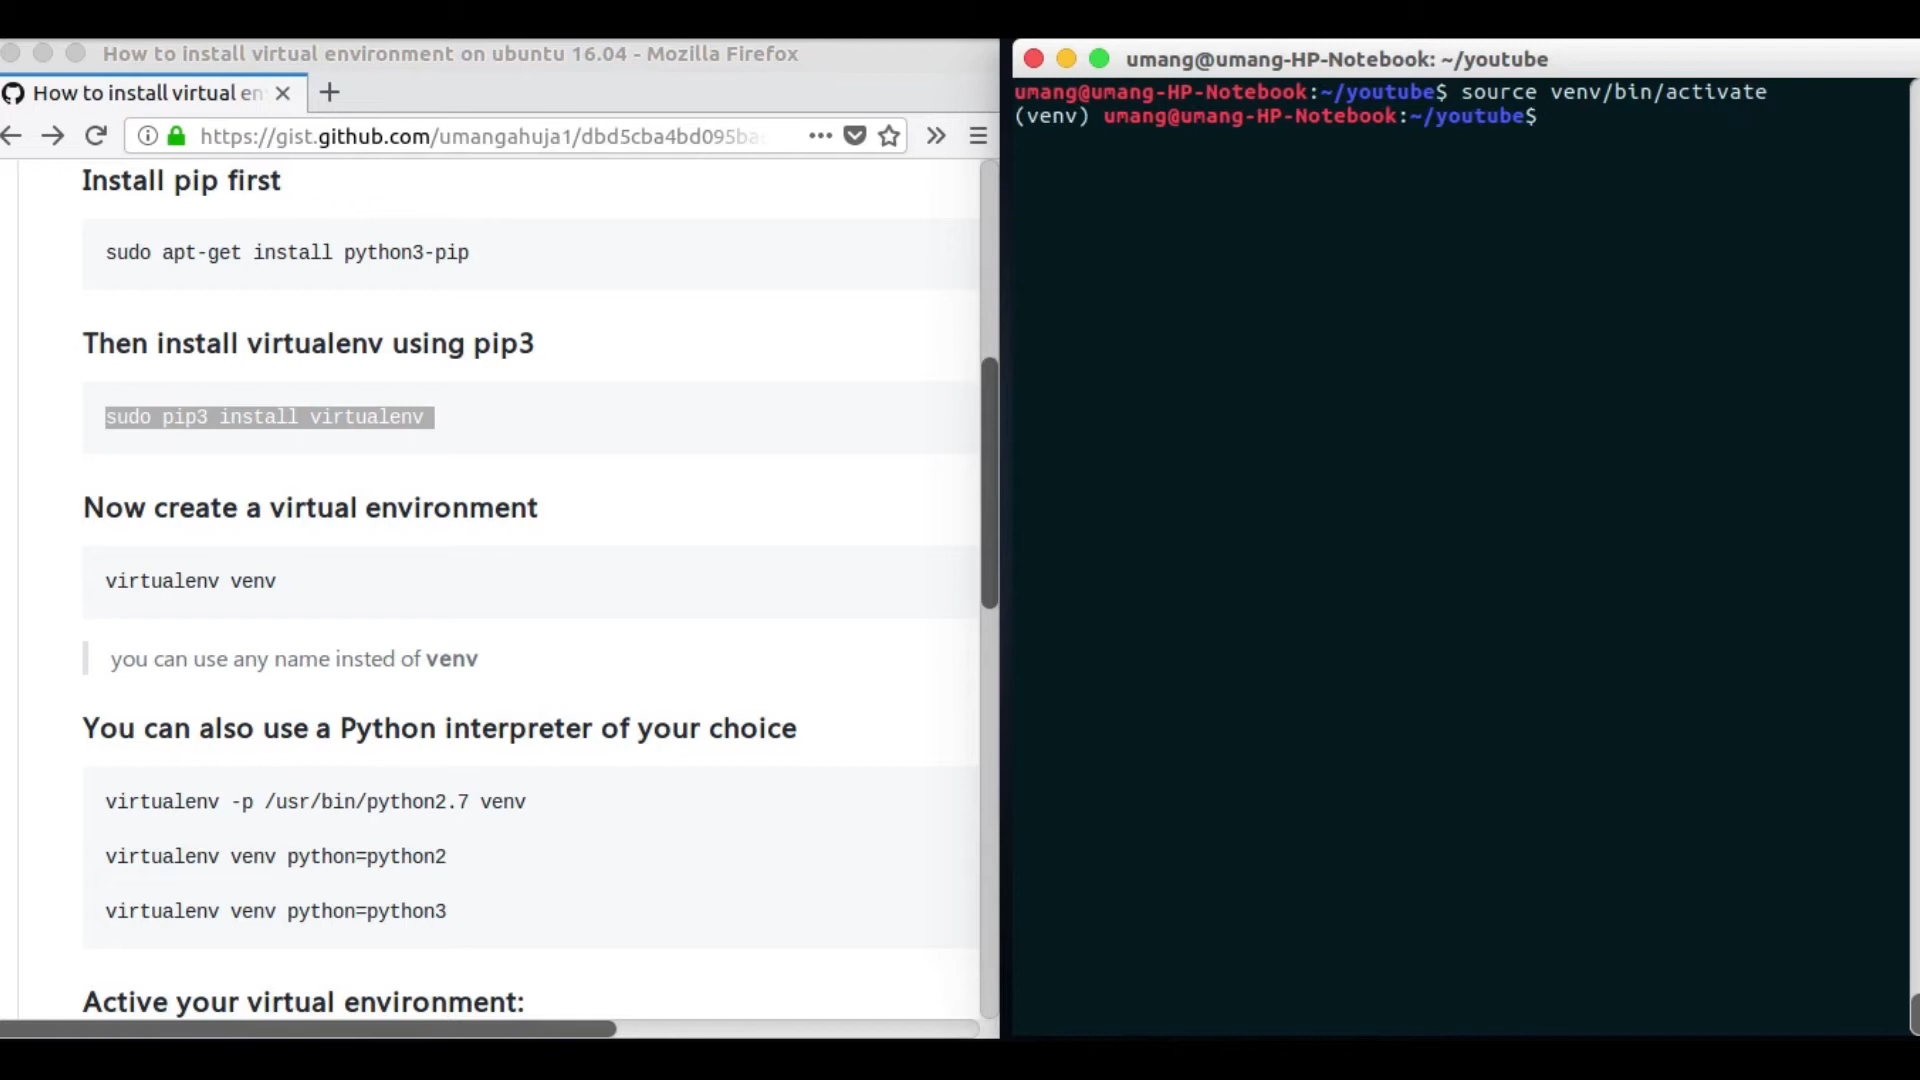 How to install virtual environment on ubuntu 16.04 - Mozilla Firefox
How to install virtual en
https://gist.github.com/umangahuja1/dbd5cba4bd095ba
Install pip first
sudo apt-get install python3-pip
Then install virtualenv using pip3
sudo pip3 install virtualenv
Now create a virtual environment
virtualenv venv
you can use any name insted of venv
You can also use a Python interpreter of your choice
virtualenv -p /usr/bin/python2.7 venv
virtualenv venv python=python2
virtualenv venv python=python3
Active your virtual environment:
umang@umang-HP-Notebook: ~/youtube
umang@umang-HP-Notebook:~/youtube$ source venv/bin/activate
(venv) umang@umang-HP-Notebook:~/youtube$